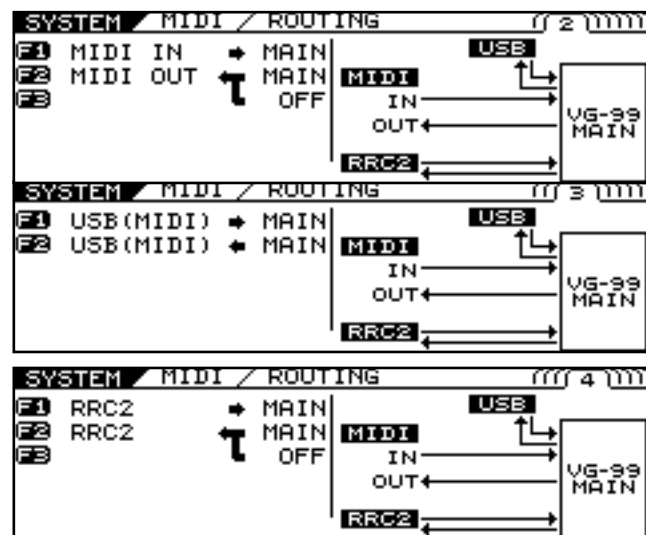 SYSTEM MIDI / ROUTING 2
F1 MIDI IN → MAIN
F2 MIDI OUT ← MAIN
F3 OFF
USB
MIDI
IN
OUT
RRC2
VG-99
MAIN
SYSTEM MIDI / ROUTING 3
F1 USB(MIDI) → MAIN
F2 USB(MIDI) ← MAIN
USB
MIDI
IN
OUT
RRC2
VG-99
MAIN
SYSTEM MIDI / ROUTING 4
F1 RRC2 → MAIN
F2 RRC2 ← MAIN
F3 OFF
USB
MIDI
IN
OUT
RRC2
VG-99
MAIN